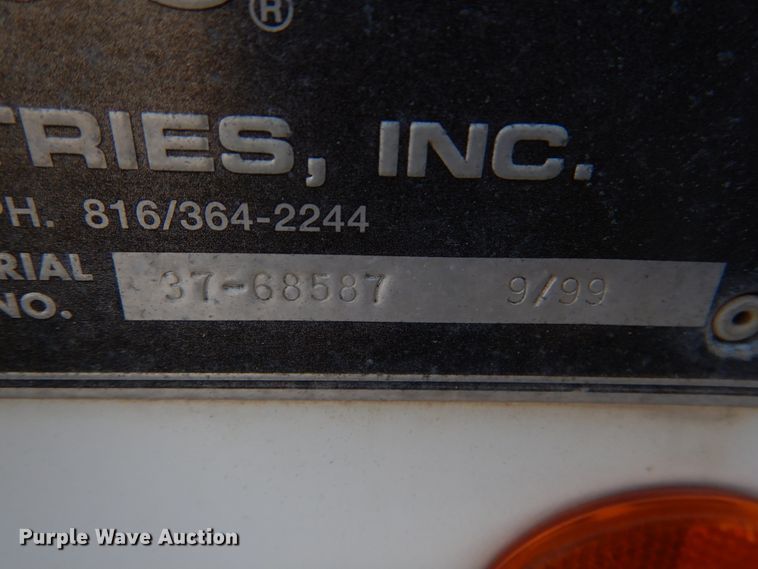 ®
TRIES, INC.
PH. 816/364-2244
RIAL
NO.
37-68587 9/99
Purple Wave Auction